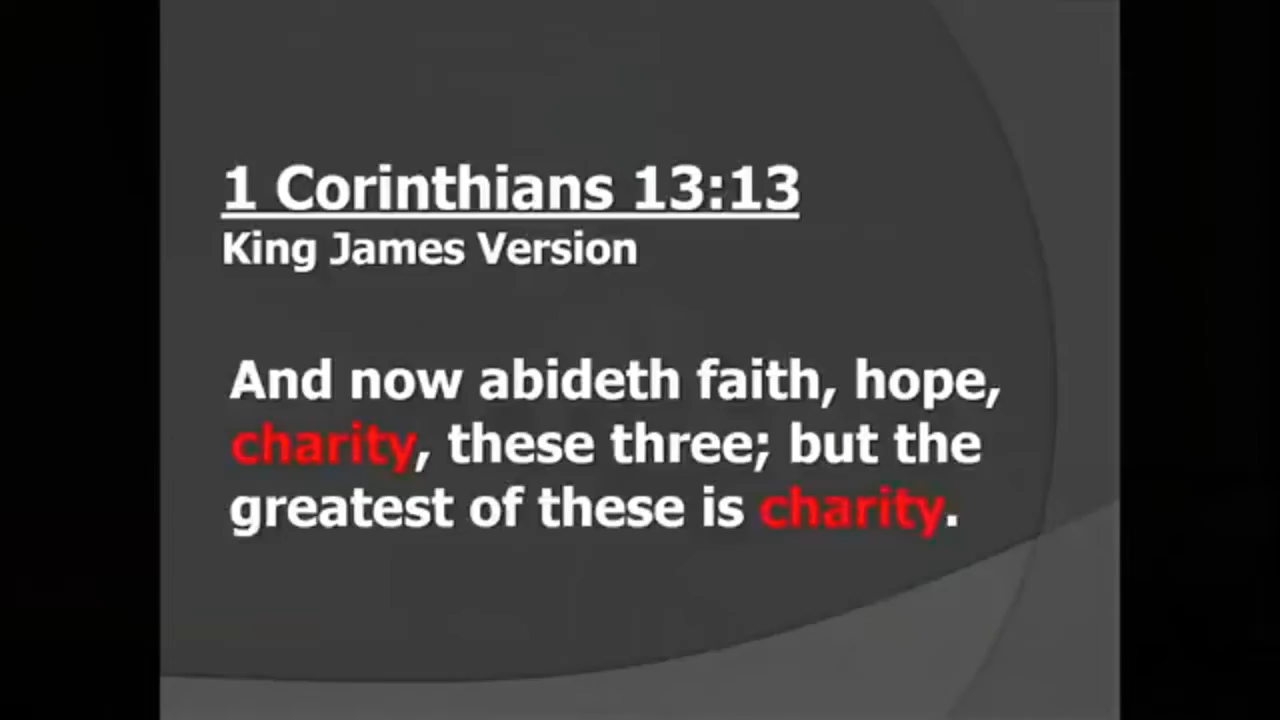 1 Corinthians 13:13
King James Version
And now abideth faith, hope,
charity, these three; but the
greatest of these is charity.